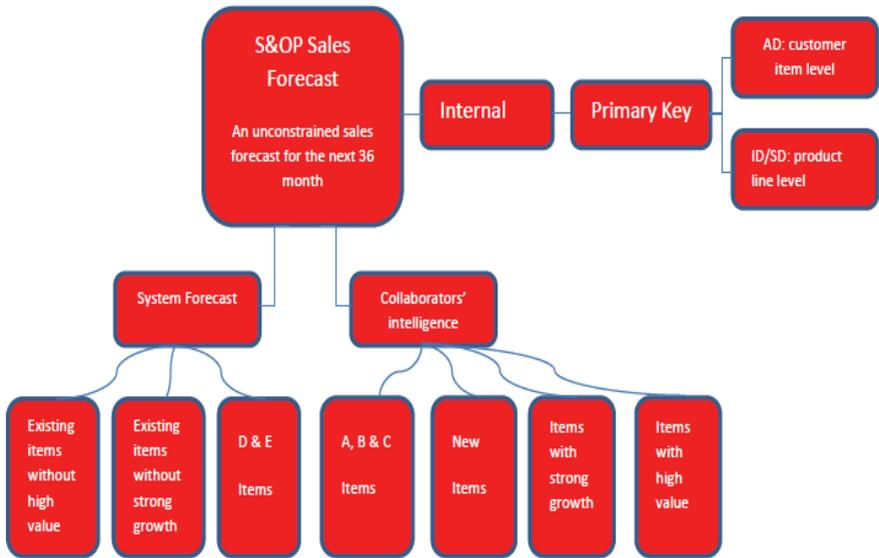 S&OP Sales
Forecast
An unconstrained sales
forecast for the next 36
month
Internal
Primary Key
AD: customer
item level
ID/SD: product
line level
System Forecast
Collaborators'
intelligence
Existing
items
without
high
value
Existing
items
without
strong
growth
D & E
Items
A, B & C
Items
New
Items
Items
with
strong
growth
Items
with
high
value